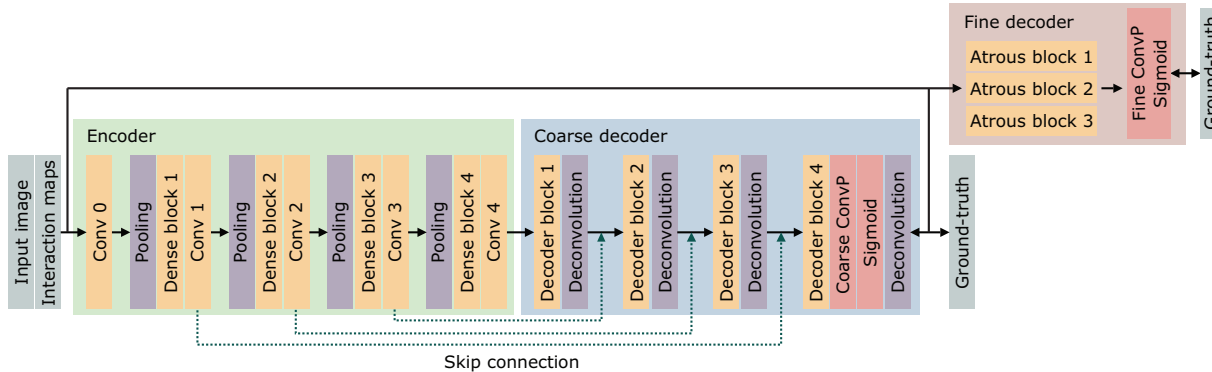 Fine decoder
Atrous block 1
Atrous block 2
Atrous block 3
Fine ConvP
Sigmoid
Ground-truth
Encoder
Coarse decoder
Input image
Interaction maps
Conv 0
Pooling
Dense block 1
Conv 1
Pooling
Dense block 2
Conv 2
Pooling
Dense block 3
Conv 3
Pooling
Dense block 4
Conv 4
Decoder block 1
Deconvolution
Decoder block 2
Deconvolution
Decoder block 3
Deconvolution
Decoder block 4
Coarse ConvP
Sigmoid
Deconvolution
Ground-truth
Skip connection